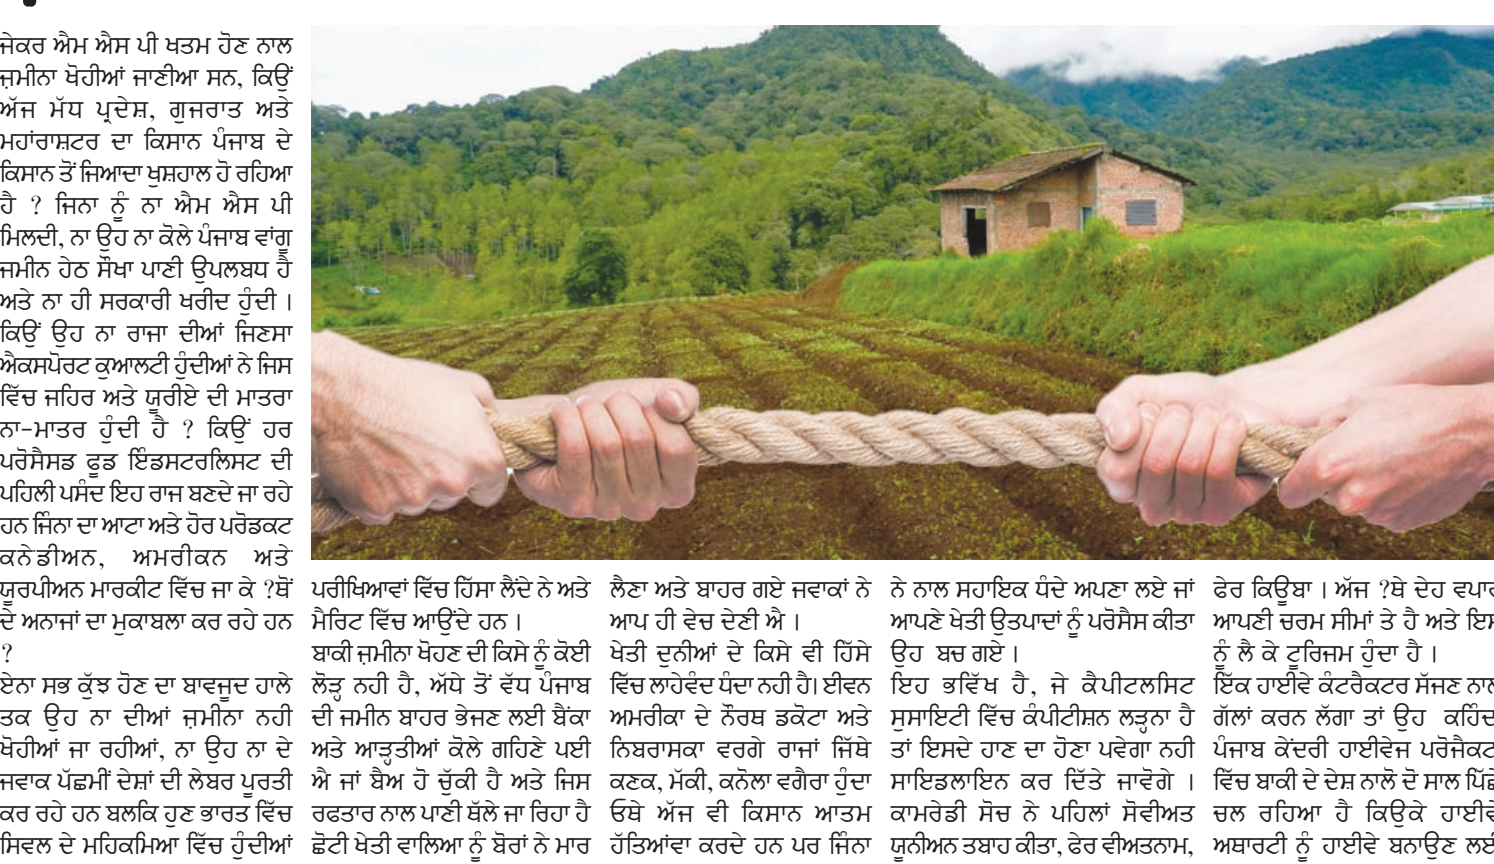 ਜੇਕਰ ਐਮ ਐਸ ਪੀ ਖਤਮ ਹੋਣ ਨਾਲ
ਜ਼ਮੀਨਾ ਖੋਹੀਆਂ ਜਾਣੀਆ ਸਨ, ਕਿਉਂ
ਅੱਜ ਮੱਧ ਪ੍ਰਦੇਸ਼, ਗੁਜਰਾਤ ਅਤੇ
ਮਹਾਂਰਾਸ਼ਟਰ ਦਾ ਕਿਸਾਨ ਪੰਜਾਬ ਦੇ
ਕਿਸਾਨ ਤੋਂ ਜਿਆਦਾ ਖੁਸ਼ਹਾਲ ਹੋ ਰਹਿਆ
ਹੈ ? ਜਿਨਾ ਨੂੰ ਨਾ ਐਮ ਐਸ ਪੀ
ਮਿਲਦੀ, ਨਾ ਉਹ ਨਾ ਕੋਲੇ ਪੰਜਾਬ ਵਾਂਗੂ
ਜਮੀਨ ਹੇਠ ਸੌਖਾ ਪਾਣੀ ਉਪਲਬਧ ਹੈ
ਅਤੇ ਨਾ ਹੀ ਸਰਕਾਰੀ ਖਰੀਦ ਹੁੰਦੀ ।
ਕਿਉਂ ਉਹ ਨਾ ਰਾਜਾ ਦੀਆਂ ਜਿਣਸਾ
ਐਕਸਪੋਰਟ ਕੁਆਲਟੀ ਹੁੰਦੀਆਂ ਨੇ ਜਿਸ
ਵਿੱਚ ਜਹਿਰ ਅਤੇ ਯੂਰੀਏ ਦੀ ਮਾਤਰਾ
ਨਾ-ਮਾਤਰ ਹੁੰਦੀ ਹੈ ? ਕਿਉਂ ਹਰ
ਪਰੋਸੈਸਡ ਫੂਡ ਇੰਡਸਟਰਲਿਸਟ ਦੀ
ਪਹਿਲੀ ਪਸੰਦ ਇਹ ਰਾਜ ਬਣਦੇ ਜਾ ਰਹੇ
ਹਨ ਜਿੰਨਾ ਦਾ ਆਟਾ ਅਤੇ ਹੋਰ ਪਰੋਡਕਟ
ਕਨੇਡੀਅਨ, ਅਮਰੀਕਨ ਅਤੇ
ਯੂਰਪੀਅਨ ਮਾਰਕੀਟ ਵਿੱਚ ਜਾ ਕੇ ?ਥੋਂ
ਦੇ ਅਨਾਜਾਂ ਦਾ ਮੁਕਾਬਲਾ ਕਰ ਰਹੇ ਹਨ
?
ਏਨਾ ਸਭ ਕੁੱਝ ਹੋਣ ਦਾ ਬਾਵਜੂਦ ਹਾਲੇ
ਤਕ ਉਹ ਨਾ ਦੀਆਂ ਜ਼ਮੀਨਾ ਨਹੀ
ਖੋਹੀਆਂ ਜਾ ਰਹੀਆਂ, ਨਾ ਉਹ ਨਾ ਦੇ
ਜਵਾਕ ਪੱਛਮੀਂ ਦੇਸ਼ਾਂ ਦੀ ਲੇਬਰ ਪੂਰਤੀ
ਕਰ ਰਹੇ ਹਨ ਬਲਕਿ ਹੁਣ ਭਾਰਤ ਵਿੱਚ
ਸਿਵਲ ਦੇ ਮਹਿਕਮਿਆ ਵਿੱਚ ਹੁੰਦੀਆਂ
ਪਰੀਖਿਆਵਾਂ ਵਿੱਚ ਹਿੱਸਾ ਲੈਂਦੇ ਨੇ ਅਤੇ
ਮੈਰਿਟ ਵਿੱਚ ਆਉਂਦੇ ਹਨ ।
ਬਾਕੀ ਜ਼ਮੀਨਾ ਖੋਹਣ ਦੀ ਕਿਸੇ ਨੂੰ ਕੋਈ
ਲੋੜ੍ਹ ਨਹੀ ਹੈ, ਅੱਧੇ ਤੋਂ ਵੱਧ ਪੰਜਾਬ
ਦੀ ਜਮੀਨ ਬਾਹਰ ਭੇਜਣ ਲਈ ਬੈਂਕਾ
ਅਤੇ ਆੜ੍ਹਤੀਆਂ ਕੋਲੇ ਗਹਿਣੇ ਪਈ
ਐ ਜਾਂ ਬੈਅ ਹੋ ਚੁੱਕੀ ਹੈ ਅਤੇ ਜਿਸ
ਰਫਤਾਰ ਨਾਲ ਪਾਣੀ ਥੱਲੇ ਜਾ ਰਿਹਾ ਹੈ
ਛੋਟੀ ਖੇਤੀ ਵਾਲਿਆ ਨੂੰ ਬੋਰਾਂ ਨੇ ਮਾਰ
ਲੈਣਾ ਅਤੇ ਬਾਹਰ ਗਏ ਜਵਾਕਾਂ ਨੇ
ਆਪ ਹੀ ਵੇਚ ਦੇਣੀ ਐ ।
ਖੇਤੀ ਦੁਨੀਆਂ ਦੇ ਕਿਸੇ ਵੀ ਹਿੱਸੇ
ਵਿੱਚ ਲਾਹੇਵੰਦ ਧੰਦਾ ਨਹੀ ਹੈ। ਈਵਨ
ਅਮਰੀਕਾ ਦੇ ਨੌਰਥ ਡਕੋਟਾ ਅਤੇ
ਨਿਬਰਾਸਕਾ ਵਰਗੇ ਰਾਜਾਂ ਜਿੱਥੇ
ਕਣਕ, ਮੱਕੀ, ਕਨੋਲਾ ਵਗੈਰਾ ਹੁੰਦਾ
ਓਥੇ ਅੱਜ ਵੀ ਕਿਸਾਨ ਆਤਮ
ਹੱਤਿਆਂਵਾ ਕਰਦੇ ਹਨ ਪਰ ਜਿੰਨਾ
ਨੇ ਨਾਲ ਸਹਾਇਕ ਧੰਦੇ ਅਪਣਾ ਲਏ ਜਾਂ
ਆਪਣੇ ਖੇਤੀ ਉਤਪਾਦਾਂ ਨੂੰ ਪਰੋਸੈਸ ਕੀਤਾ
ਉਹ ਬਚ ਗਏ ।
ਇਹ ਭਵਿੱਖ ਹੈ, ਜੇ ਕੈਪੀਟਲਸਿਟ
ਸੁਸਾਇਟੀ ਵਿੱਚ ਕੰਪੀਟੀਸ਼ਨ ਲੜਨਾ ਹੈ
ਤਾਂ ਇਸਦੇ ਹਾਣ ਦਾ ਹੋਣਾ ਪਵੇਗਾ ਨਹੀ
ਸਾਇਡਲਾਇਨ ਕਰ ਦਿੱਤੇ ਜਾਵੋਗੇ ।
ਕਾਮਰੇਡੀ ਸੋਚ ਨੇ ਪਹਿਲਾਂ ਸੋਵੀਅਤ
ਯੂਨੀਅਨ ਤਬਾਹ ਕੀਤਾ, ਫੇਰ ਵੀਅਤਨਾਮ,
ਫੇਰ ਕਿਊਬਾ । ਅੱਜ ?ਥੇ ਦੇਹ ਵਪਾਰ
ਆਪਣੀ ਚਰਮ ਸੀਮਾਂ ਤੇ ਹੈ ਅਤੇ ਇਸ
ਨੂੰ ਲੈ ਕੇ ਟੂਰਿਜਮ ਹੁੰਦਾ ਹੈ ।
ਇੱਕ ਹਾਈਵੇ ਕੰਟਰੈਕਟਰ ਸੱਜਣ ਨਾਲ
ਗੱਲਾਂ ਕਰਨ ਲੱਗਾ ਤਾਂ ਉਹ ਕਹਿੰਦਾ
ਪੰਜਾਬ ਕੇਂਦਰੀ ਹਾਈਵੇਜ ਪਰੋਜੈਕਟ
ਵਿੱਚ ਬਾਕੀ ਦੇ ਦੇਸ਼ ਨਾਲੋ ਦੋ ਸਾਲ ਪਿੱਛੇ
ਚਲ ਰਹਿਆ ਹੈ ਕਿਉਕੇ ਹਾਈਵੇ
ਅਥਾਰਟੀ ਨੂੰ ਹਾਈਵੇ ਬਨਾਉਣ ਲਈ